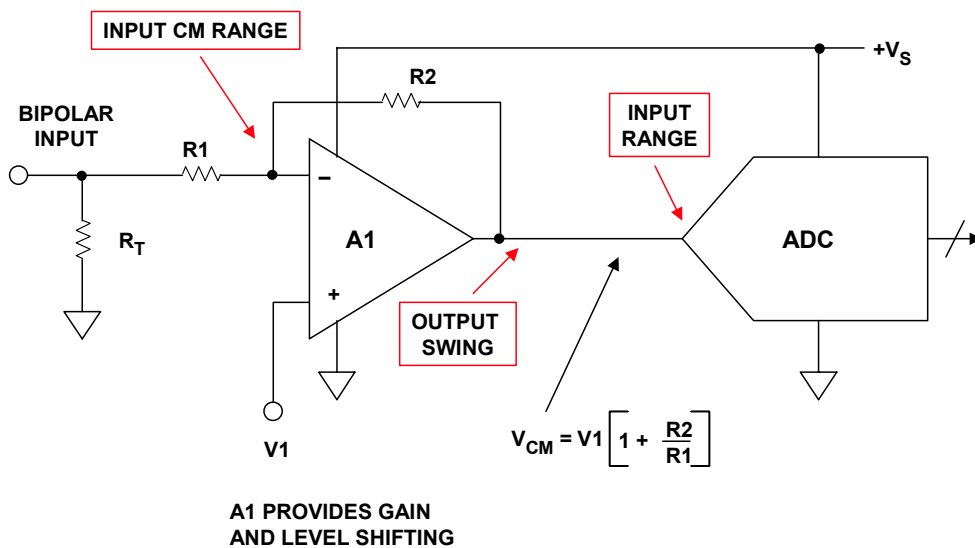 INPUT CM RANGE
+VS
R2
BIPOLAR
INPUT
INPUT
RANGE
R1
−
RT
A1
ADC
+
OUTPUT
SWING
V1
VCM = V1 [ 1 + R2
R1 ]
A1 PROVIDES GAIN
AND LEVEL SHIFTING